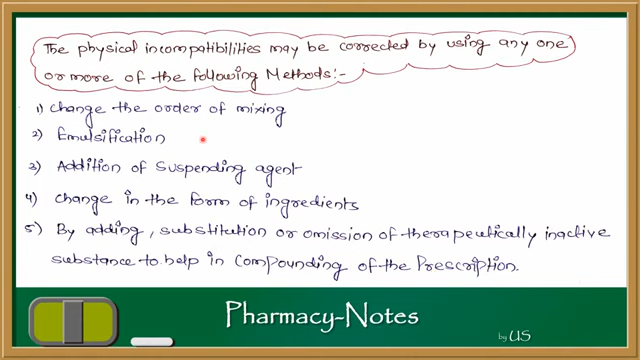 The physical incompatibilities may be corrected by using any one
or more of the following Methods:-
1) Change the order of mixing
2) Emulsification
3) Addition of suspending agent
4) Change in the form of ingredients
5) By adding, substitution or omission of therapeutically inactive
substance to help in compounding of the Prescription.
Pharmacy-Notes
by US